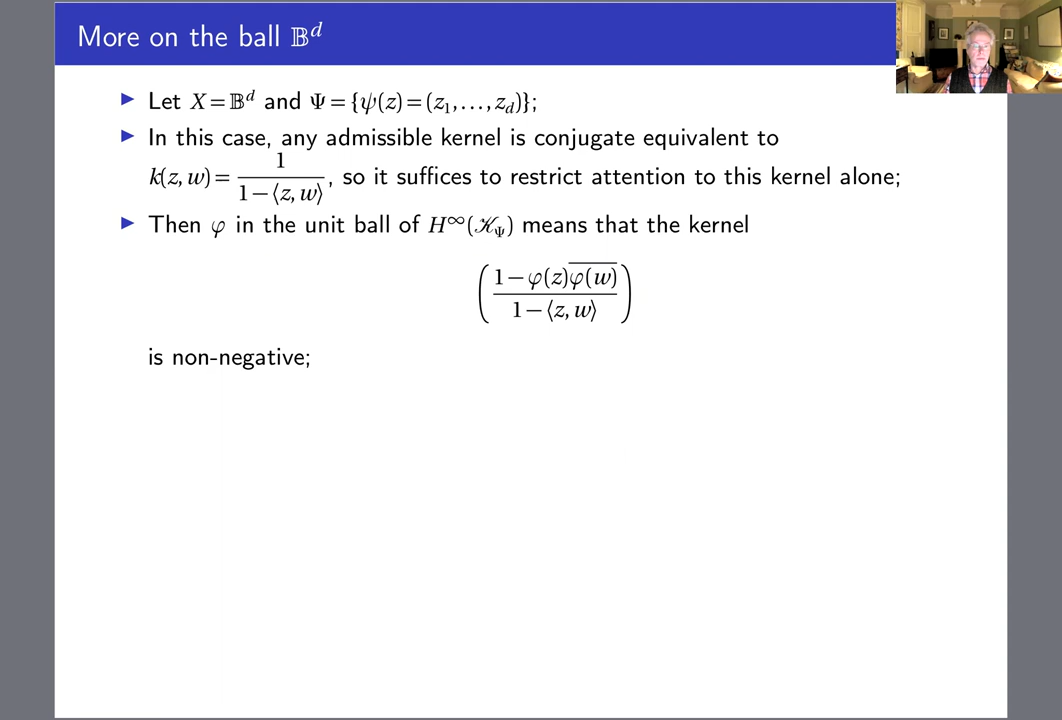 More on the ball 𝔹^d
▶ Let X = 𝔹^d and Ψ = {ψ(z) = (z_1,…,z_d)};
▶ In this case, any admissible kernel is conjugate equivalent to
k(z, w) = 1 / (1 − ⟨z, w⟩), so it suffices to restrict attention to this kernel alone;
▶ Then φ in the unit ball of H^∞(𝒦_Ψ) means that the kernel
( (1 − φ(z)\overline{φ(w)}) / (1 − ⟨z, w⟩) )
is non-negative;